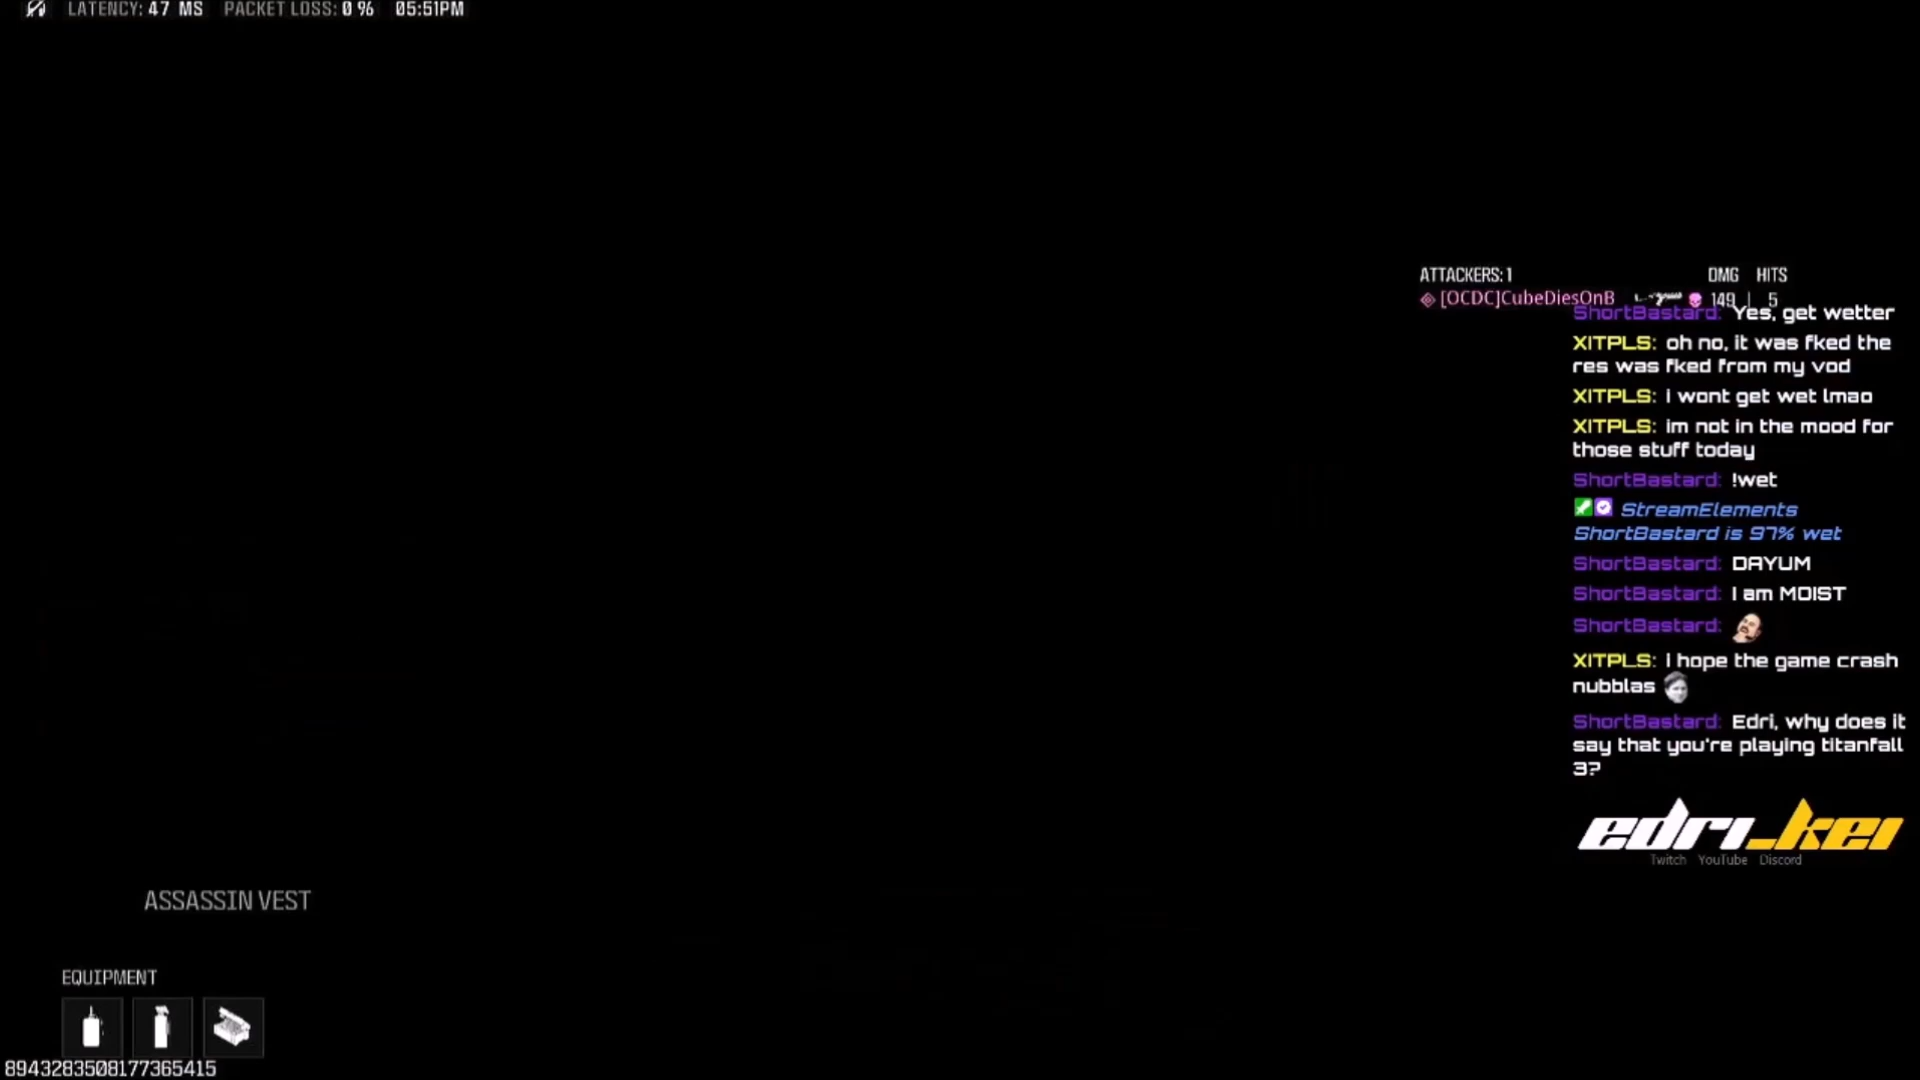 LATENCY: 47 MS PACKET LOSS: 0 % 05:51PM
ATTACKERS: 1 DMG HITS
[OCDC]CubeDiesOnB 149 | 5
ShortBastard: Yes, get wetter
XITPLS: oh no, it was fked the
res was fked from my vod
XITPLS: I wont get wet lmao
XITPLS: im not in the mood for
those stuff today
ShortBastard: !wet
StreamElements
ShortBastard is 97% wet
ShortBastard: DAYUM
ShortBastard: I am MOIST
ShortBastard:
XITPLS: I hope the game crash
nubblas
ShortBastard: Edri, why does it
say that you're playing titanfall
3?
edri_kei
Twitch YouTube Discord
ASSASSIN VEST
EQUIPMENT
8943283508177365415